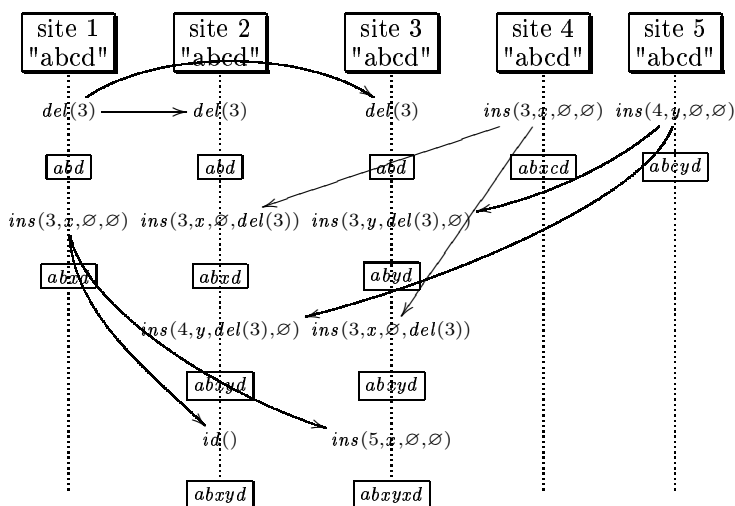 site 1 site 2 site 3 site 4 site 5
"abcd" "abcd" "abcd" "abcd" "abcd"
del(3) del(3) del(3) ins(3,x,∅,∅) ins(4,y,∅,∅)
abd abd abd abxcd abcyd
ins(3,x,∅,∅) ins(3,x,∅,del(3)) ins(3,y,del(3),∅)
abxd abxd abyd
ins(4,y,del(3),∅) ins(3,x,∅,del(3))
abxyd abxyd
id() ins(5,x,∅,∅)
abxyd abxyxd